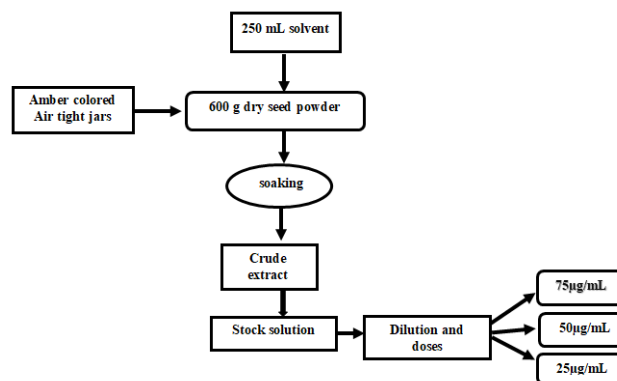 250 mL solvent
Amber colored
Air tight jars
600 g dry seed powder
soaking
Crude
extract
Stock solution
Dilution and
doses
75µg/mL
50µg/mL
25µg/mL